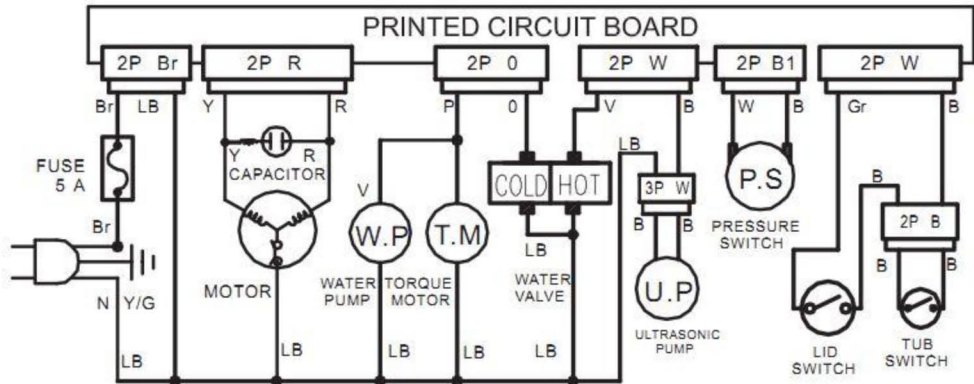 PRINTED CIRCUIT BOARD
2P Br
2P R
2P 0
2P W
2P B1
2P W
Br LB Y R P 0 V B W B Gr B
FUSE
5 A
Y R
CAPACITOR
LB
COLD HOT
3P W
P.S
PRESSURE
SWITCH
B
2P B
Br
V
W.P
T.M
LB
B B
B B
N Y/G
MOTOR
WATER
PUMP
TORQUE
MOTOR
WATER
VALVE
U.P
ULTRASONIC
PUMP
LID
SWITCH
TUB
SWITCH
LB LB LB LB